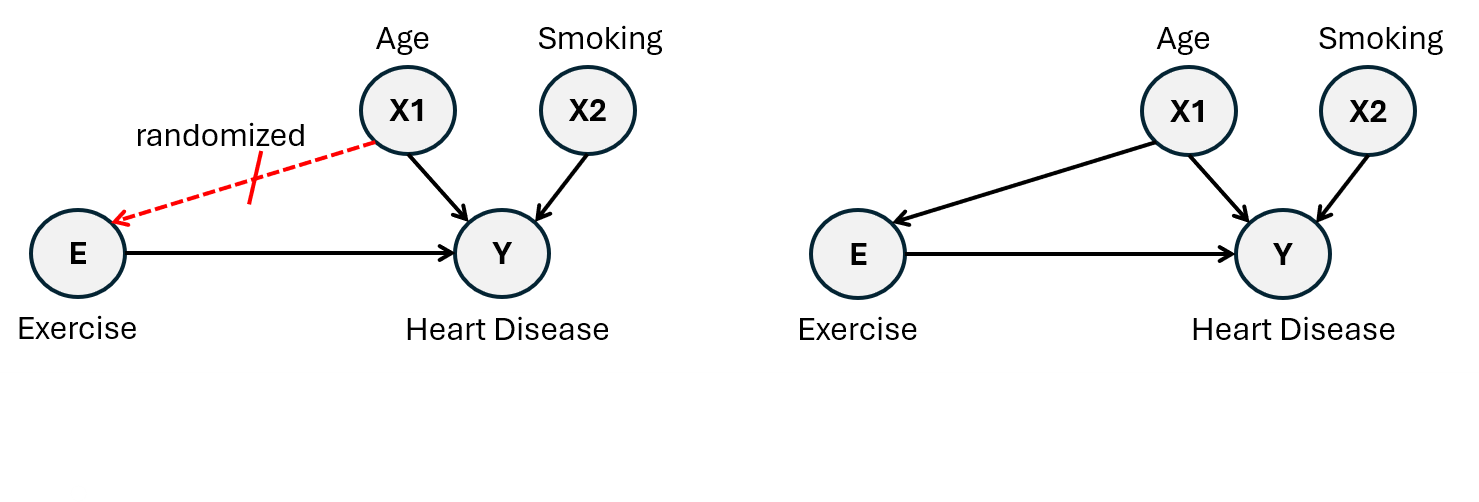 Age Smoking
X1 X2
randomized
E Y
Exercise Heart Disease
Age Smoking
X1 X2
E Y
Exercise Heart Disease